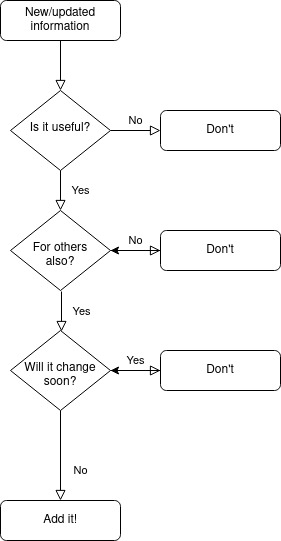 New/updated
information
Is it useful?
No
Don't
Yes
For others
also?
No
Don't
Yes
Will it change
soon?
Yes
Don't
No
Add it!